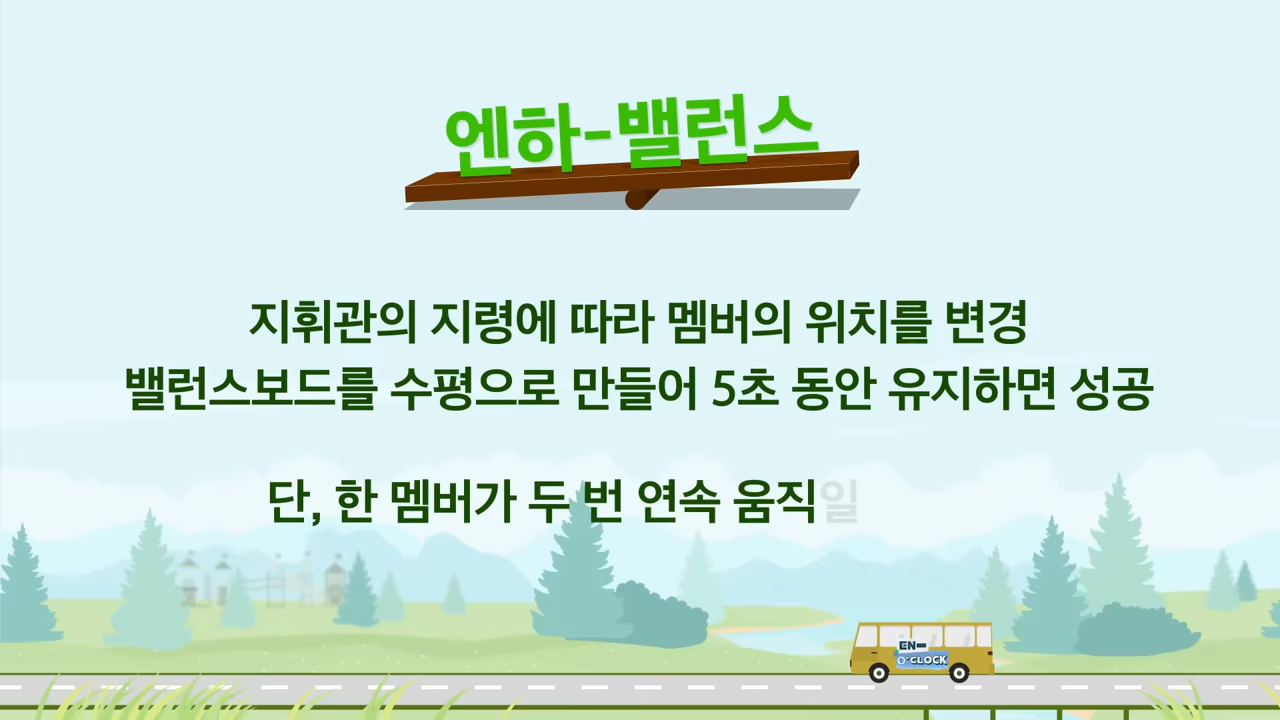 엔하-밸런스
지휘관의 지령에 따라 멤버의 위치를 변경
밸런스보드를 수평으로 만들어 5초 동안 유지하면 성공
단, 한 멤버가 두 번 연속 움직일
EN-
O'CLOCK